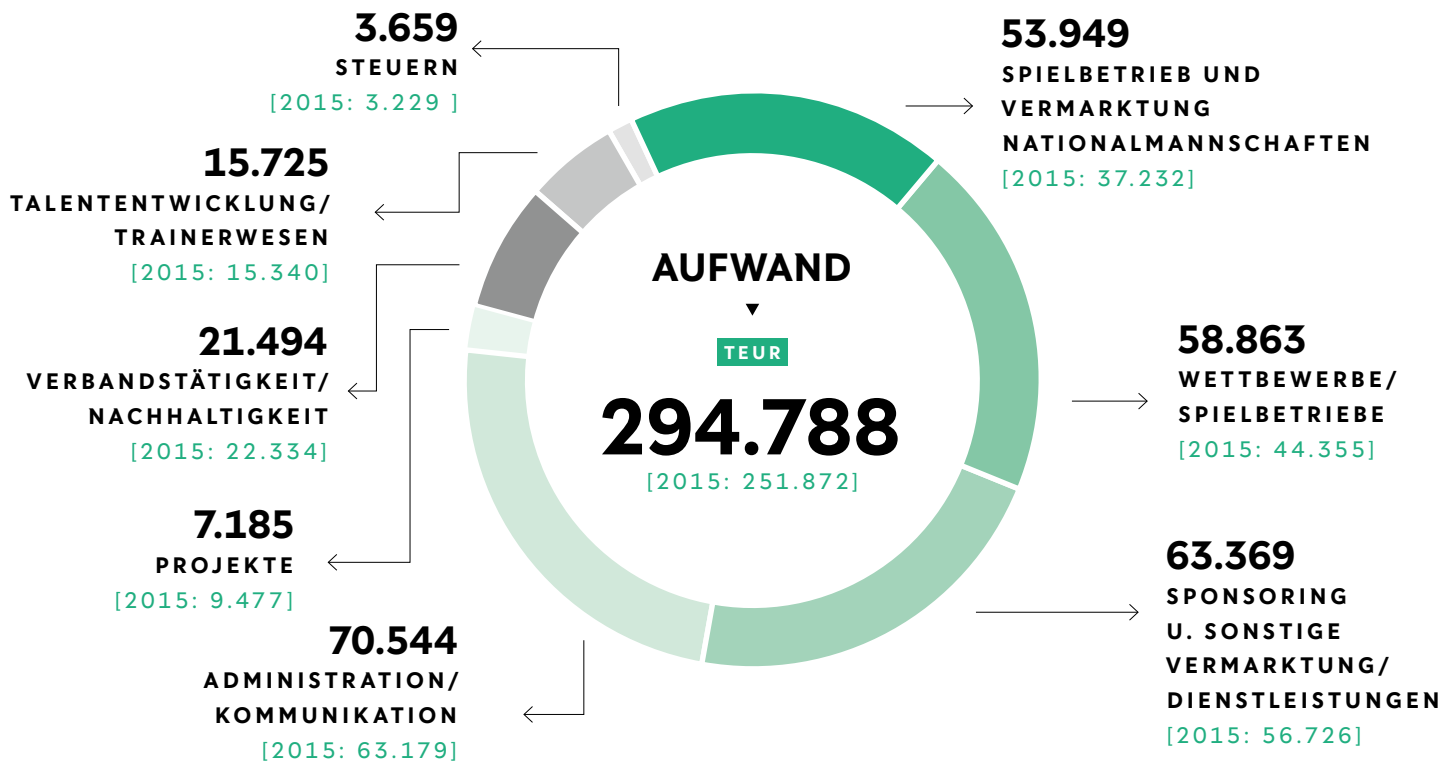 AUFWAND
TEUR
294.788
[2015: 251.872]
53.949
SPIELBETRIEB UND
VERMARKTUNG
NATIONALMANNSCHAFTEN
[2015: 37.232]
58.863
WETTBEWERBE/
SPIELBETRIEBE
[2015: 44.355]
63.369
SPONSORING
U. SONSTIGE
VERMARKTUNG/
DIENSTLEISTUNGEN
[2015: 56.726]
70.544
ADMINISTRATION/
KOMMUNIKATION
[2015: 63.179]
7.185
PROJEKTE
[2015: 9.477]
21.494
VERBANDSTÄTIGKEIT/
NACHHALTIGKEIT
[2015: 22.334]
15.725
TALENTENTWICKLUNG/
TRAINERWESEN
[2015: 15.340]
3.659
STEUERN
[2015: 3.229 ]